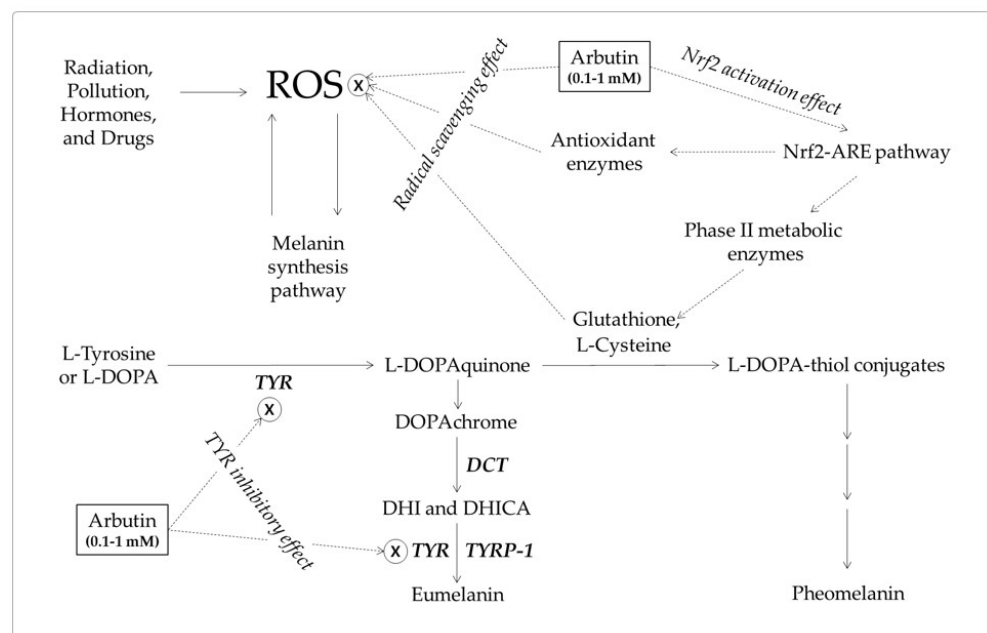 Radiation,
Pollution,
Hormones,
and Drugs
ROS
X
Radical scavenging effect
Arbutin
(0.1-1 mM)
Nrf2 activation effect
Antioxidant
enzymes
Nrf2-ARE pathway
Melanin
synthesis
pathway
Phase II metabolic
enzymes
Glutathione,
L-Cysteine
L-Tyrosine
or L-DOPA
TYR
X
L-DOPAquinone
L-DOPA-thiol conjugates
DOPAchrome
DCT
TYR inhibitory effect
DHI and DHICA
Arbutin
(0.1-1 mM)
X TYR TYRP-1
Eumelanin
Pheomelanin